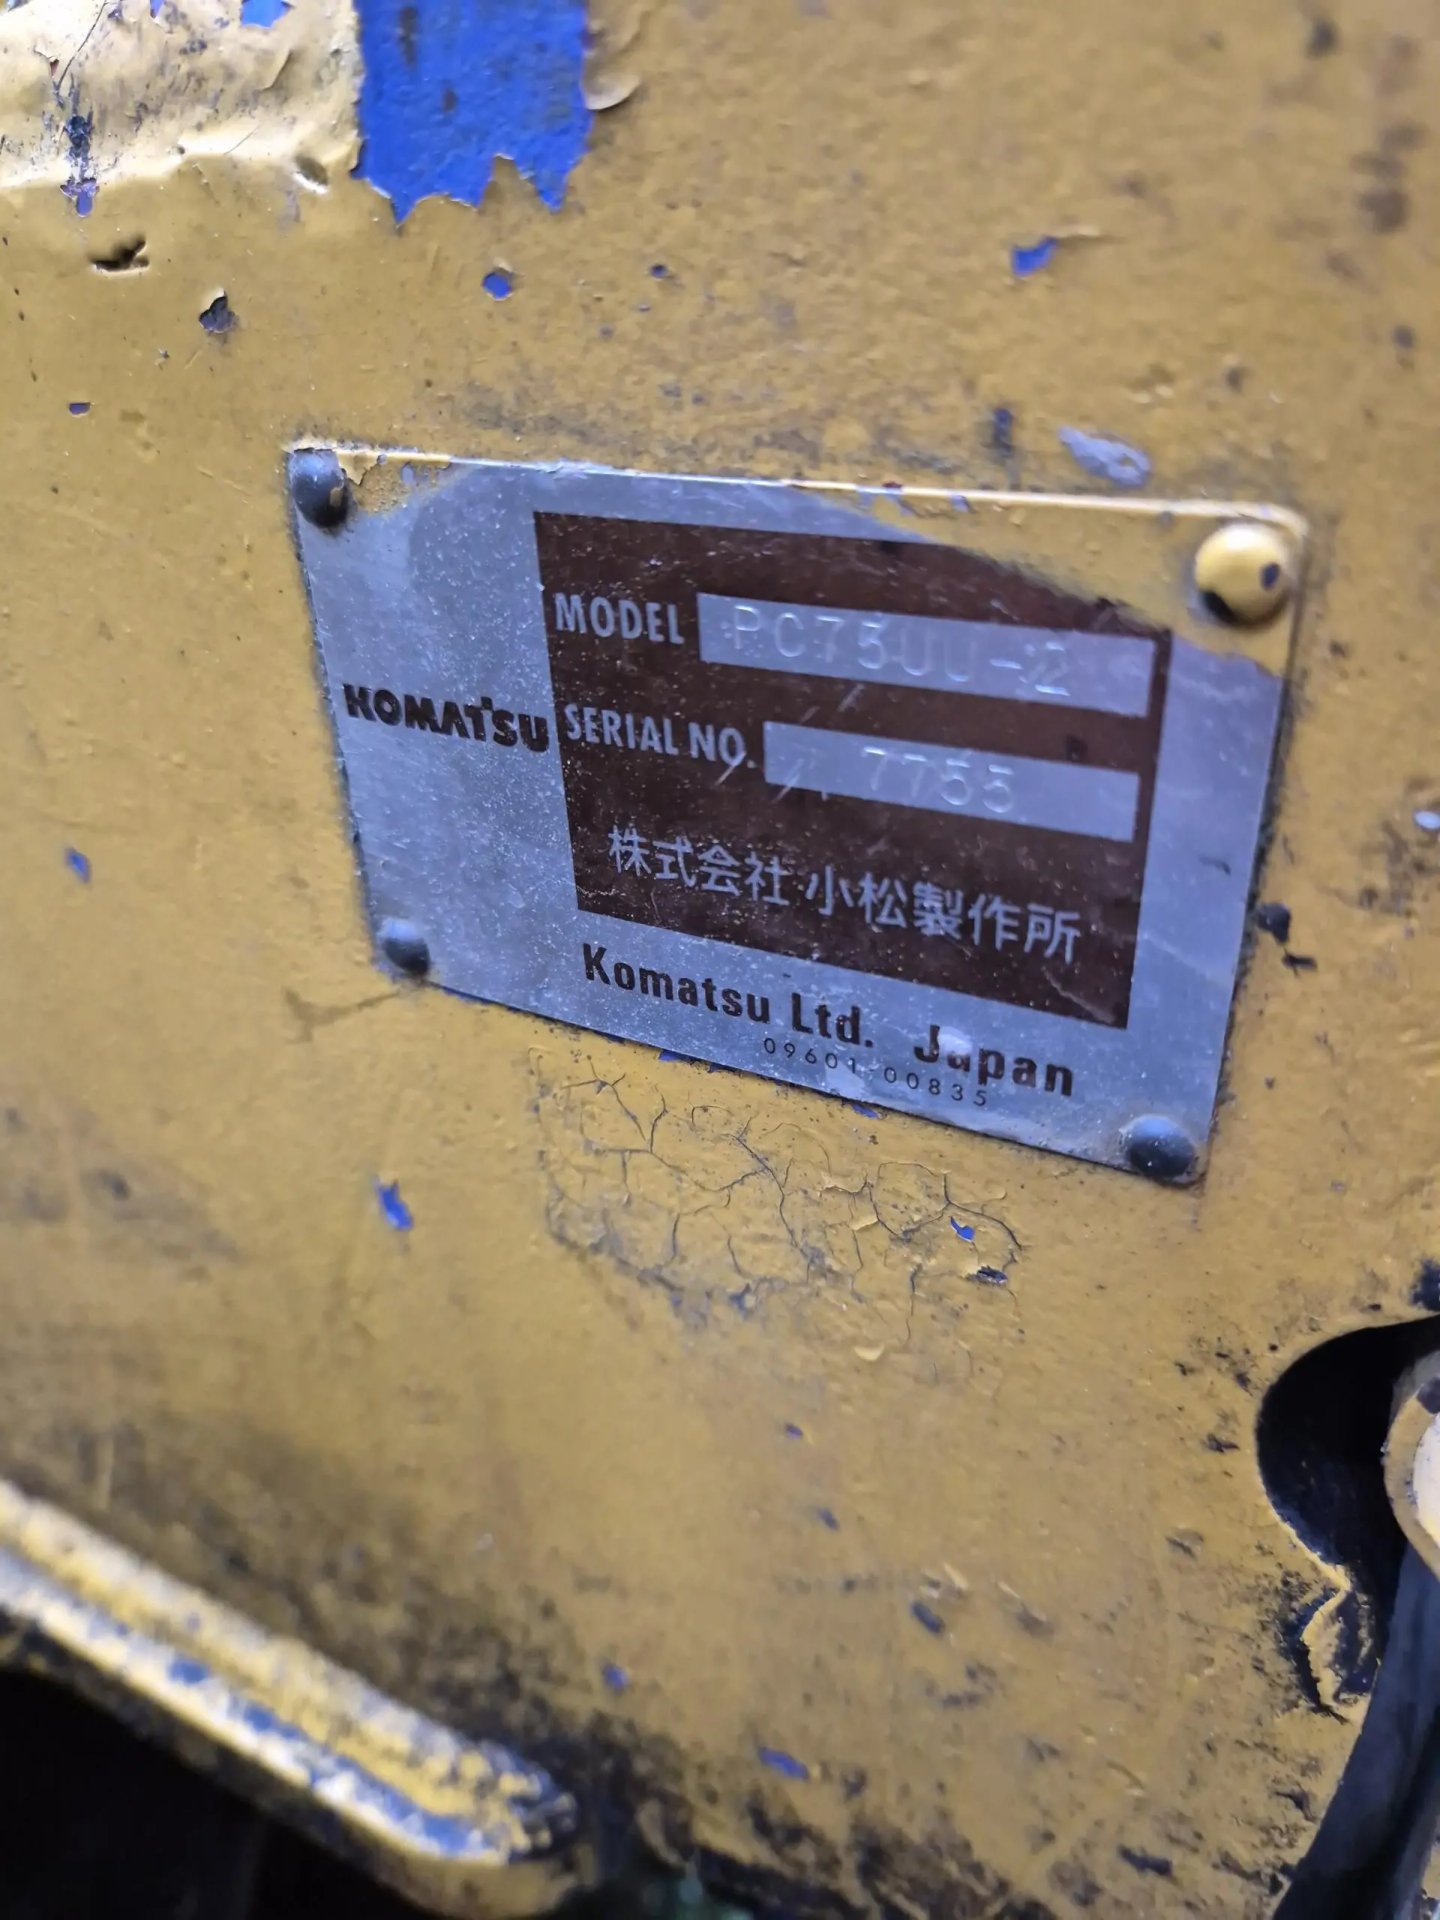 KOMATSU
MODEL PC75UU-2
SERIAL NO. 7755
株式会社 小松製作所
Komatsu Ltd. Japan
09601-00835